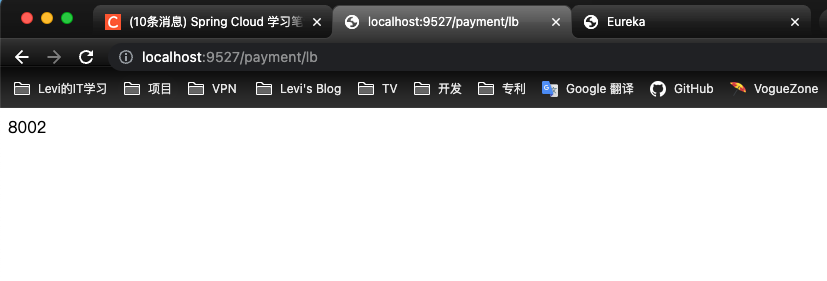 (10条消息) Spring Cloud 学习笔
localhost:9527/payment/lb
Eureka
localhost:9527/payment/lb
Levi的IT学习 项目 VPN Levi's Blog TV 开发 专利 Google 翻译 GitHub VogueZone
8002